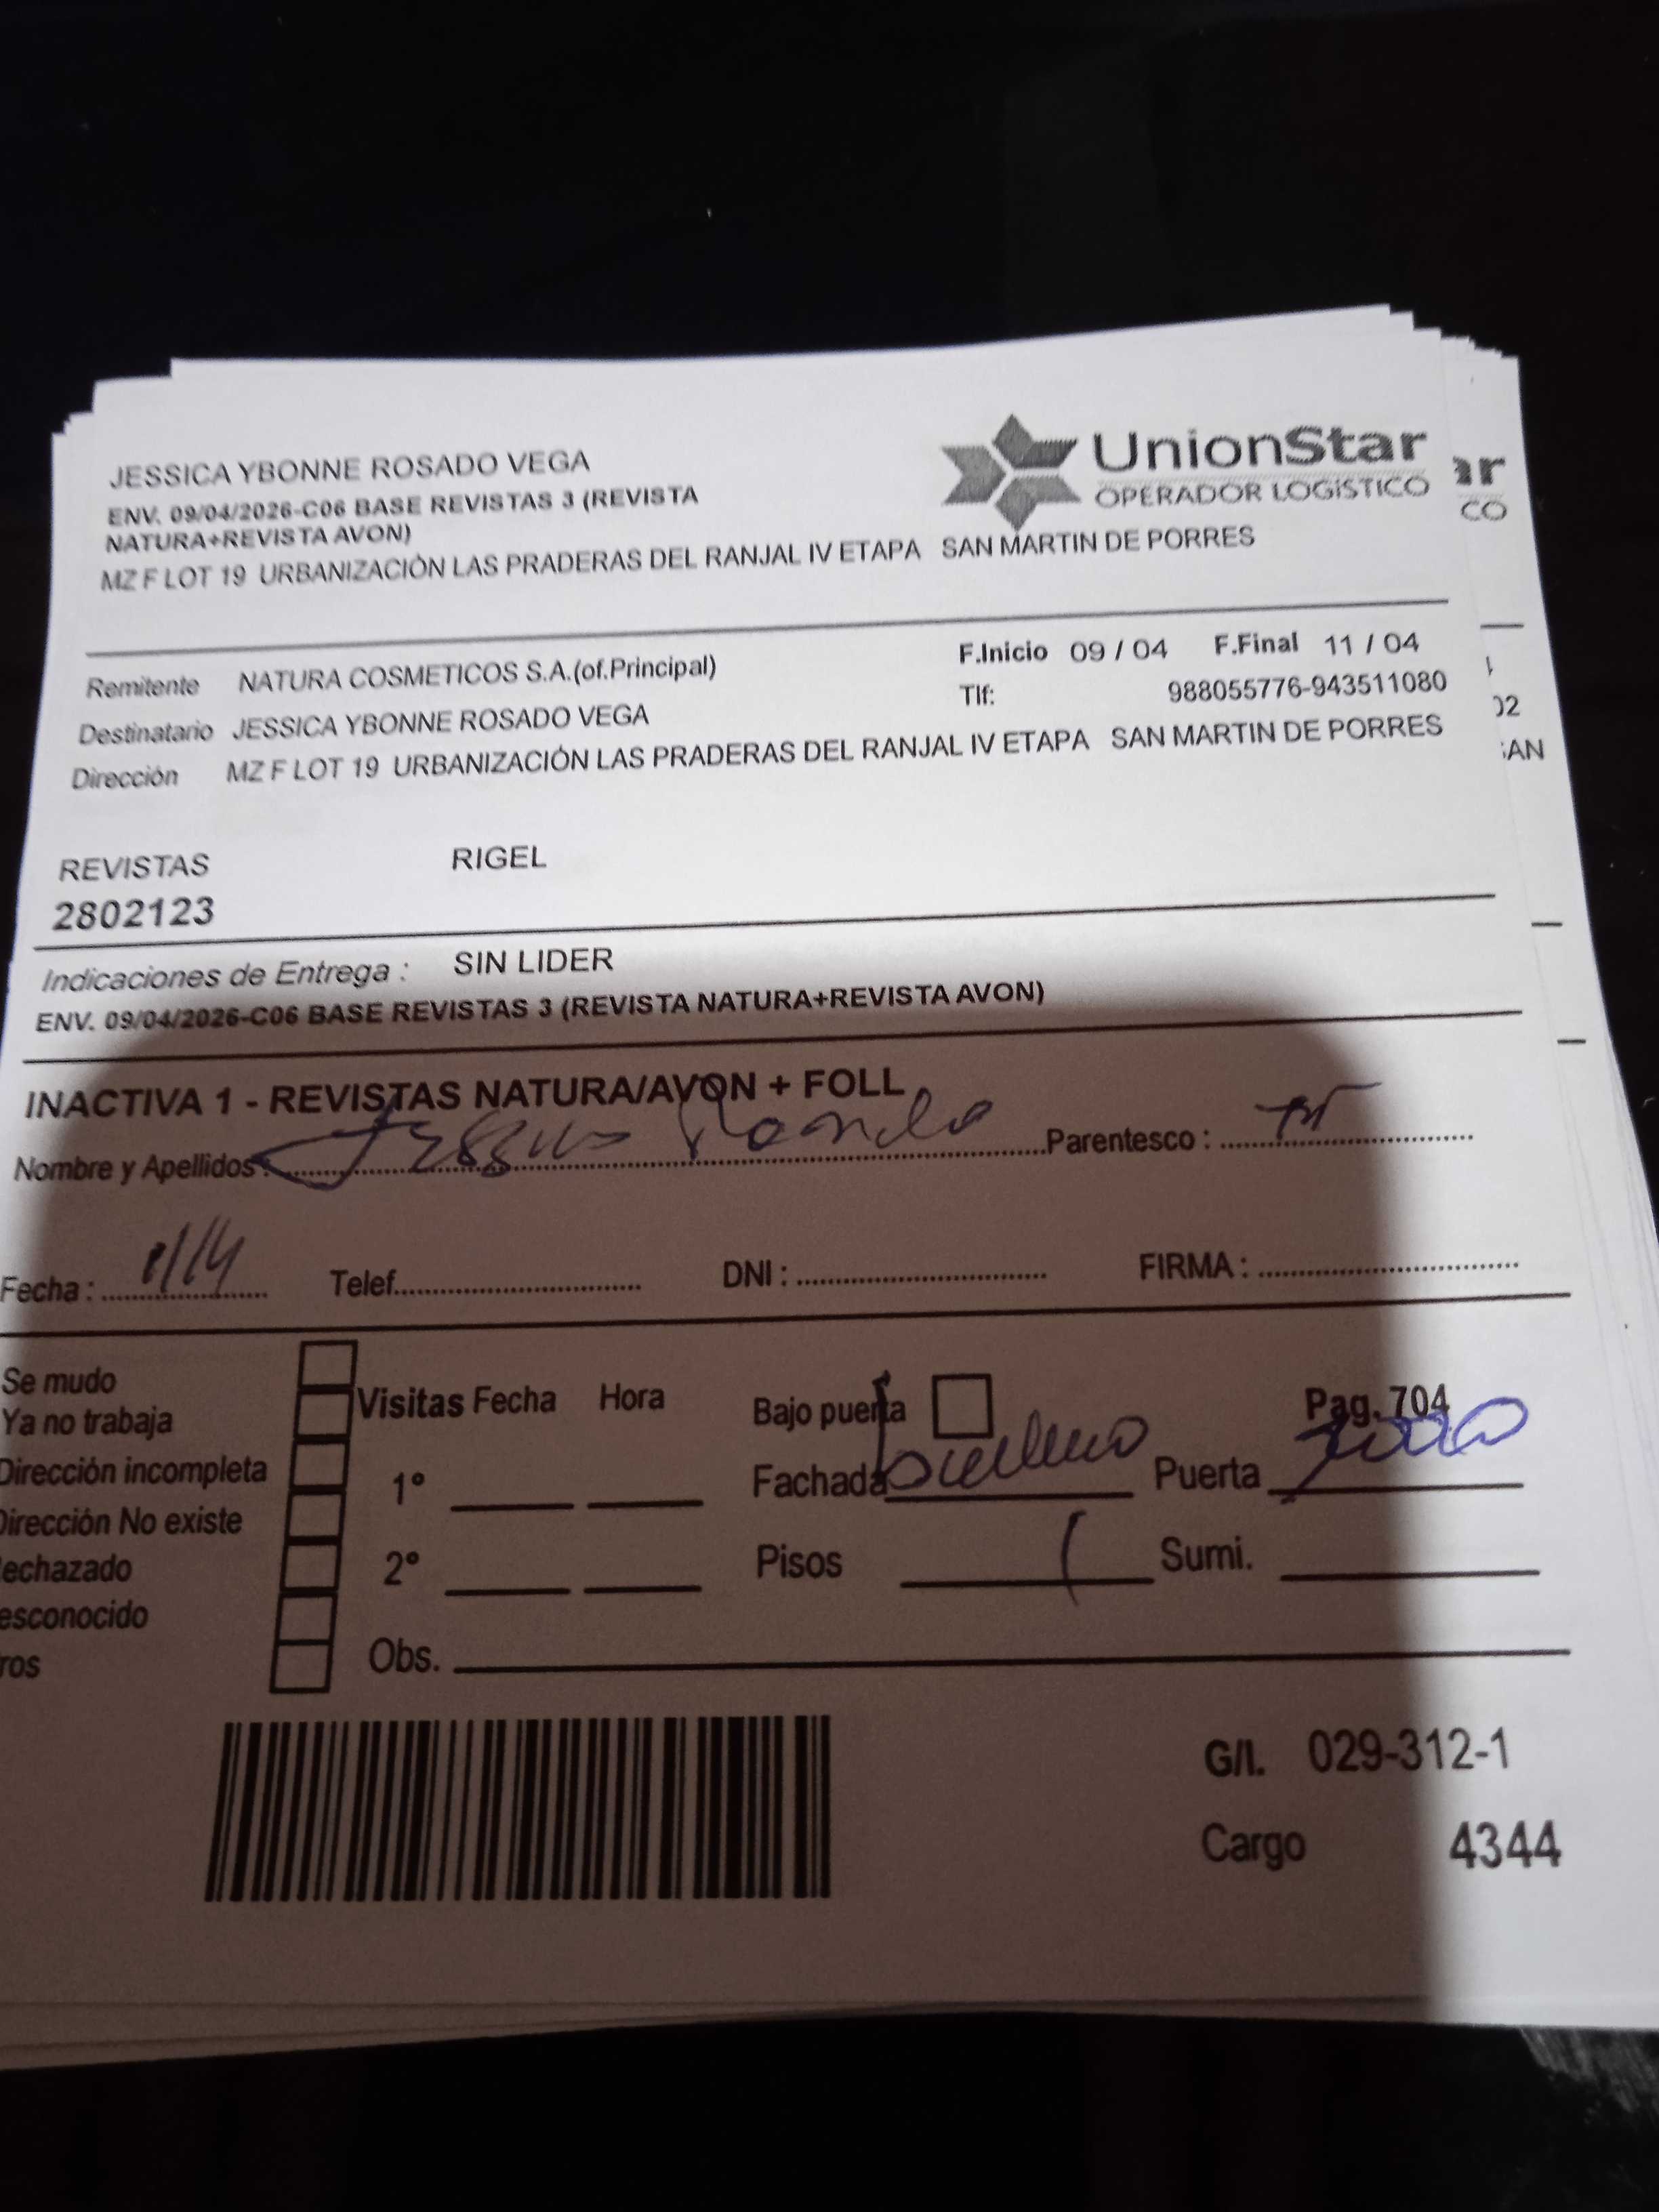 JESSICA YBONNE ROSADO VEGA
UnionStar
OPERADOR LOGÍSTICO
ENV. 09/04/2026-C06 BASE REVISTAS 3 (REVISTA
NATURA+REVISTA AVON)
MZ F LOT 19 URBANIZACIÓN LAS PRADERAS DEL RANJAL IV ETAPA SAN MARTIN DE PORRES
ar
CO
Remitente NATURA COSMETICOS S.A.(of.Principal) F.Inicio 09 / 04 F.Final 11 / 04
Destinatario JESSICA YBONNE ROSADO VEGA Tlf: 988055776-943511080
Dirección MZ F LOT 19 URBANIZACIÓN LAS PRADERAS DEL RANJAL IV ETAPA SAN MARTIN DE PORRES
02
AN
REVISTAS RIGEL
2802123
Indicaciones de Entrega : SIN LIDER
ENV. 09/04/2026-C06 BASE REVISTAS 3 (REVISTA NATURA+REVISTA AVON)
INACTIVA 1 - REVISTAS NATURA/AVON + FOLL
Nombre y Apellidos : Rosado Parentesco :
Fecha : Telef. DNI : FIRMA :
Se mudo
Ya no trabaja
Dirección incompleta
Dirección No existe
echazado
esconocido
ros
Visitas Fecha Hora
1°
2°
Obs.
Bajo puerta Pag. 704
Fachada Puerta
Pisos 1 Sumi.
G/I. 029-312-1
Cargo 4344